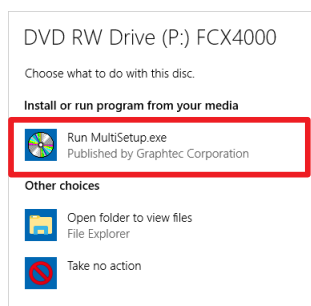 DVD RW Drive (P:) FCX4000
Choose what to do with this disc.
Install or run program from your media
Run MultiSetup.exe
Published by Graphtec Corporation
Other choices
Open folder to view files
File Explorer
Take no action